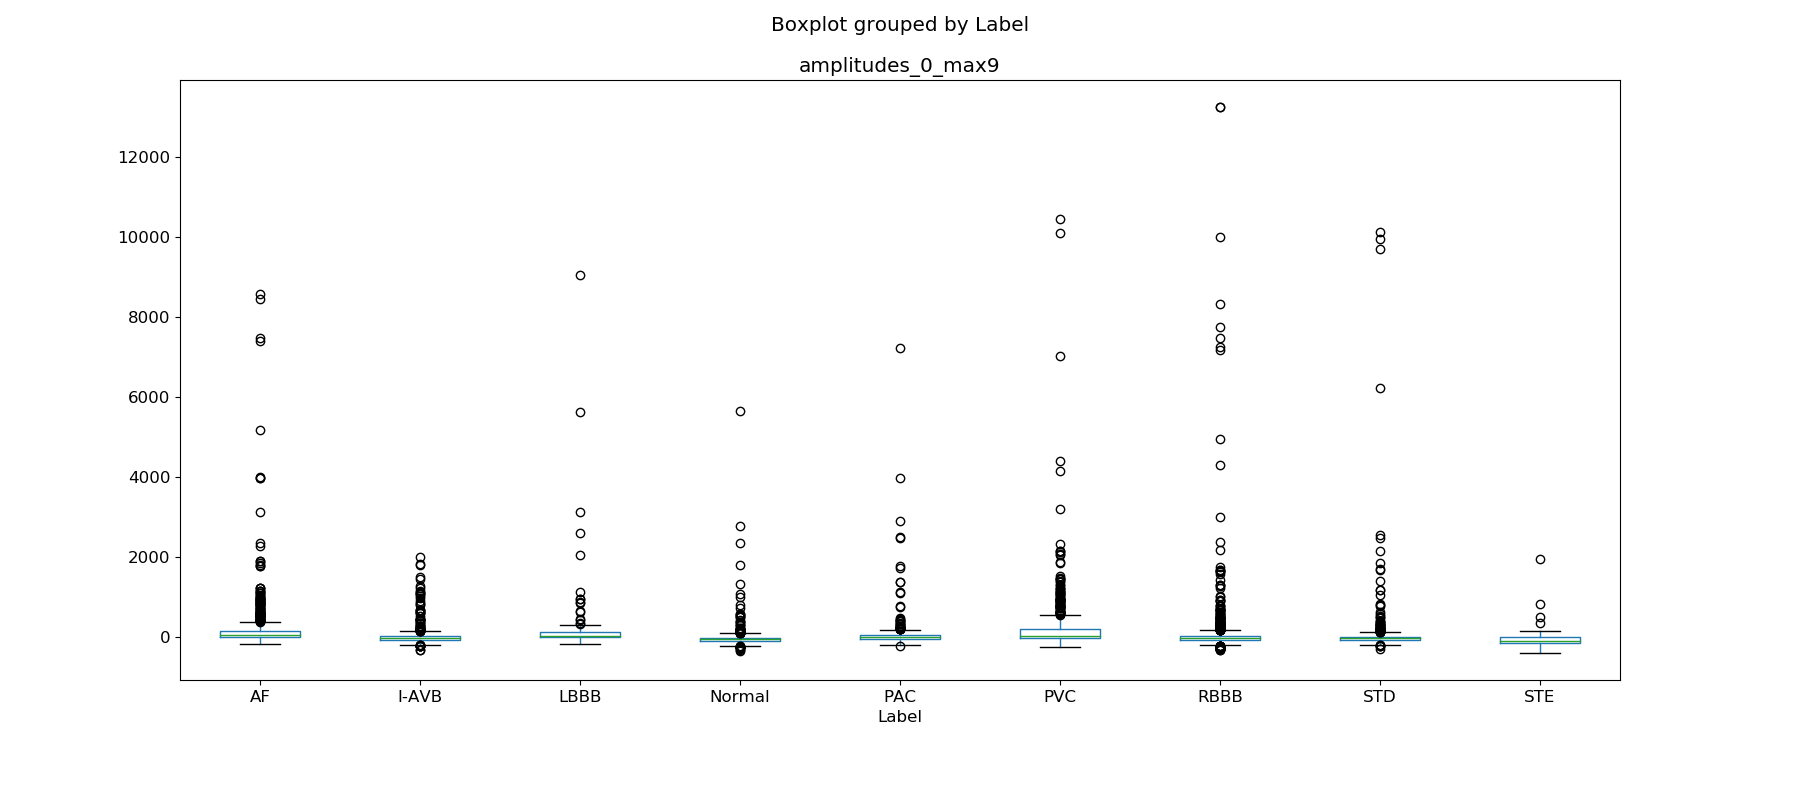 Boxplot grouped by Label
amplitudes_0_max9
12000
10000
8000
6000
4000
2000
0
AF I-AVB LBBB Normal PAC PVC RBBB STD STE
Label